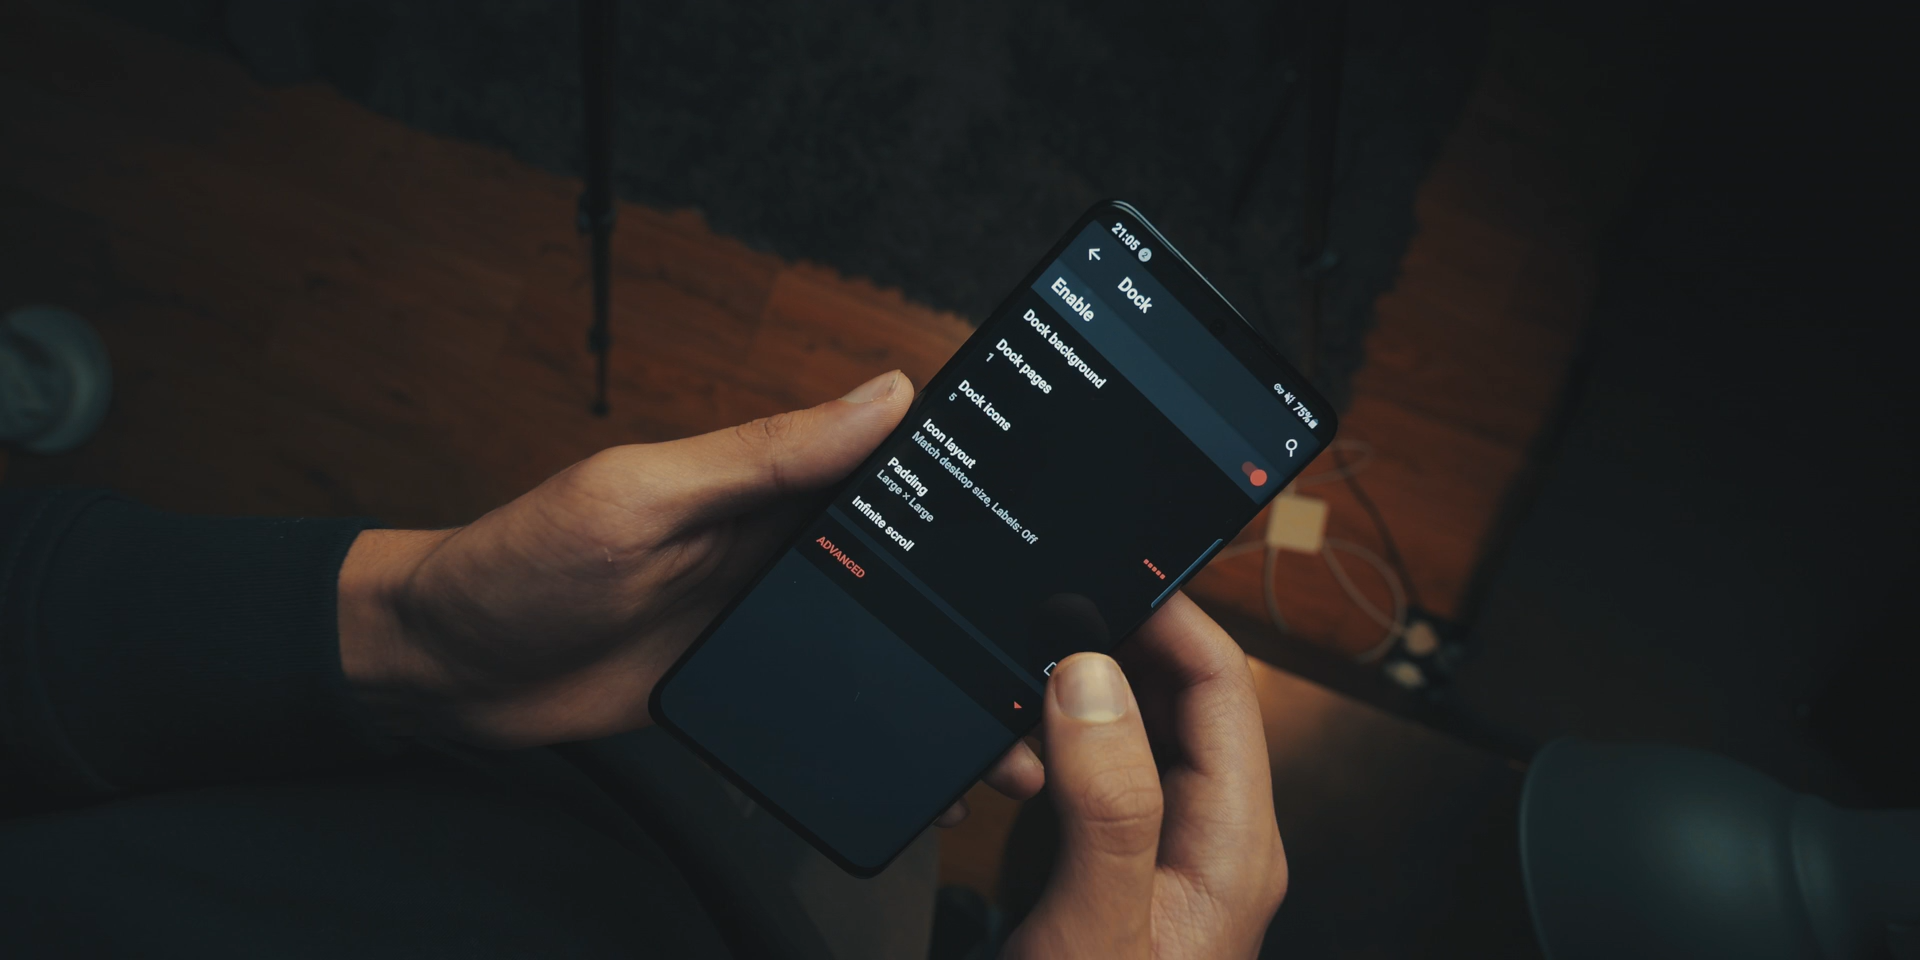 21:05 2
75%
Dock
Enable
Dock background
Dock pages
1
Dock icons
5
Icon layout
Match desktop size, Labels: Off
Padding
Large × Large
Infinite scroll
ADVANCED